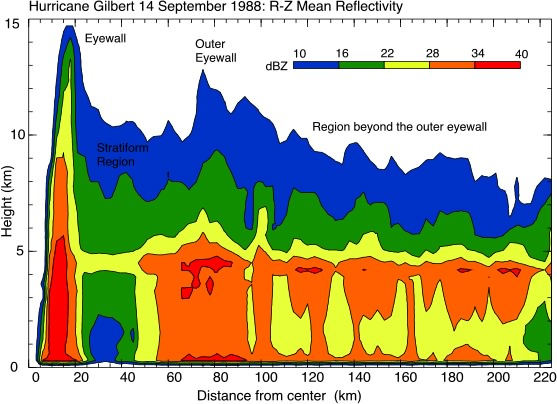 Hurricane Gilbert 14 September 1988: R-Z Mean Reflectivity
15
10
5
0
Height (km)
Eyewall
Outer
Eyewall
dBZ
10 16 22 28 34 40
Region beyond the outer eyewall
Stratiform
Region
0 20 40 60 80 100 120 140 160 180 200 220
Distance from center (km)